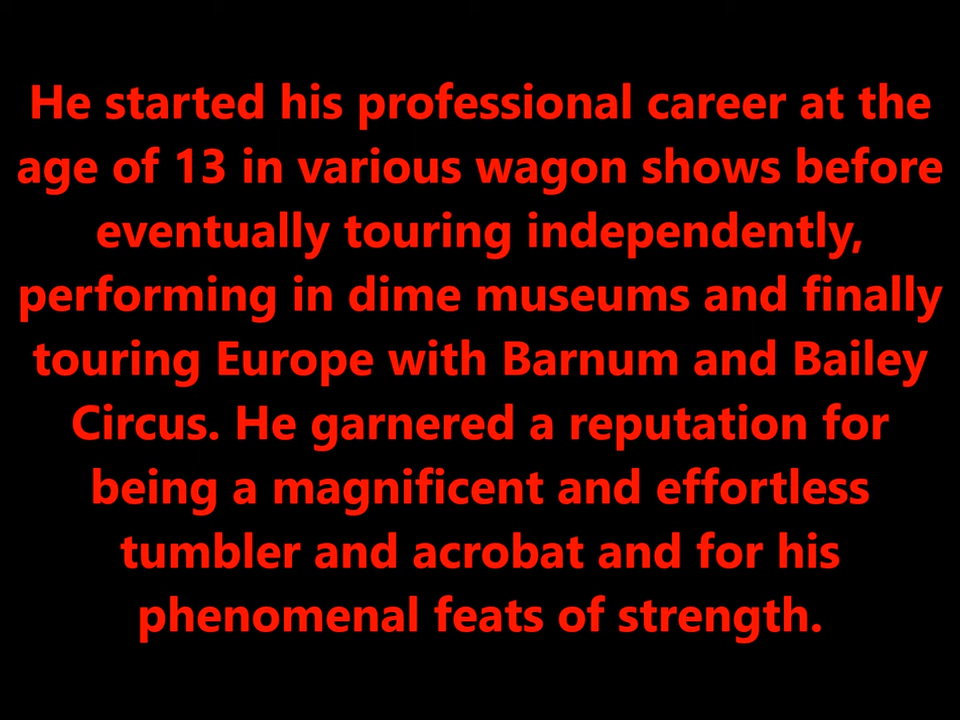 He started his professional career at the
age of 13 in various wagon shows before
eventually touring independently,
performing in dime museums and finally
touring Europe with Barnum and Bailey
Circus. He garnered a reputation for
being a magnificent and effortless
tumbler and acrobat and for his
phenomenal feats of strength.